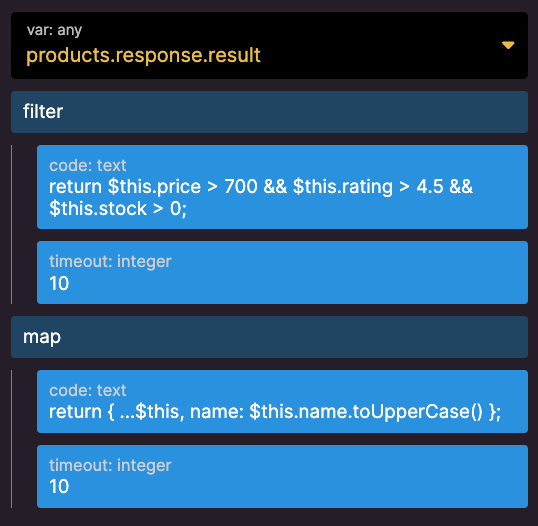 var: any
products.response.result
filter
code: text
return $this.price > 700 && $this.rating > 4.5 &&
$this.stock > 0;
timeout: integer
10
map
code: text
return { ...$this, name: $this.name.toUpperCase() };
timeout: integer
10